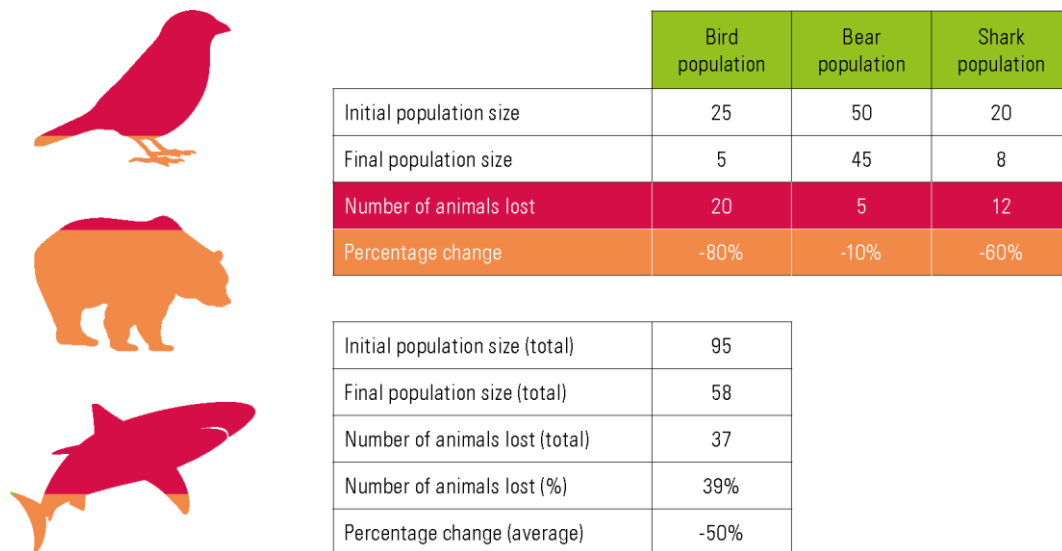 Bird population Bear population Shark population
Initial population size 25 50 20
Final population size 5 45 8
Number of animals lost 20 5 12
Percentage change -80% -10% -60%
Initial population size (total) 95
Final population size (total) 58
Number of animals lost (total) 37
Number of animals lost (%) 39%
Percentage change (average) -50%